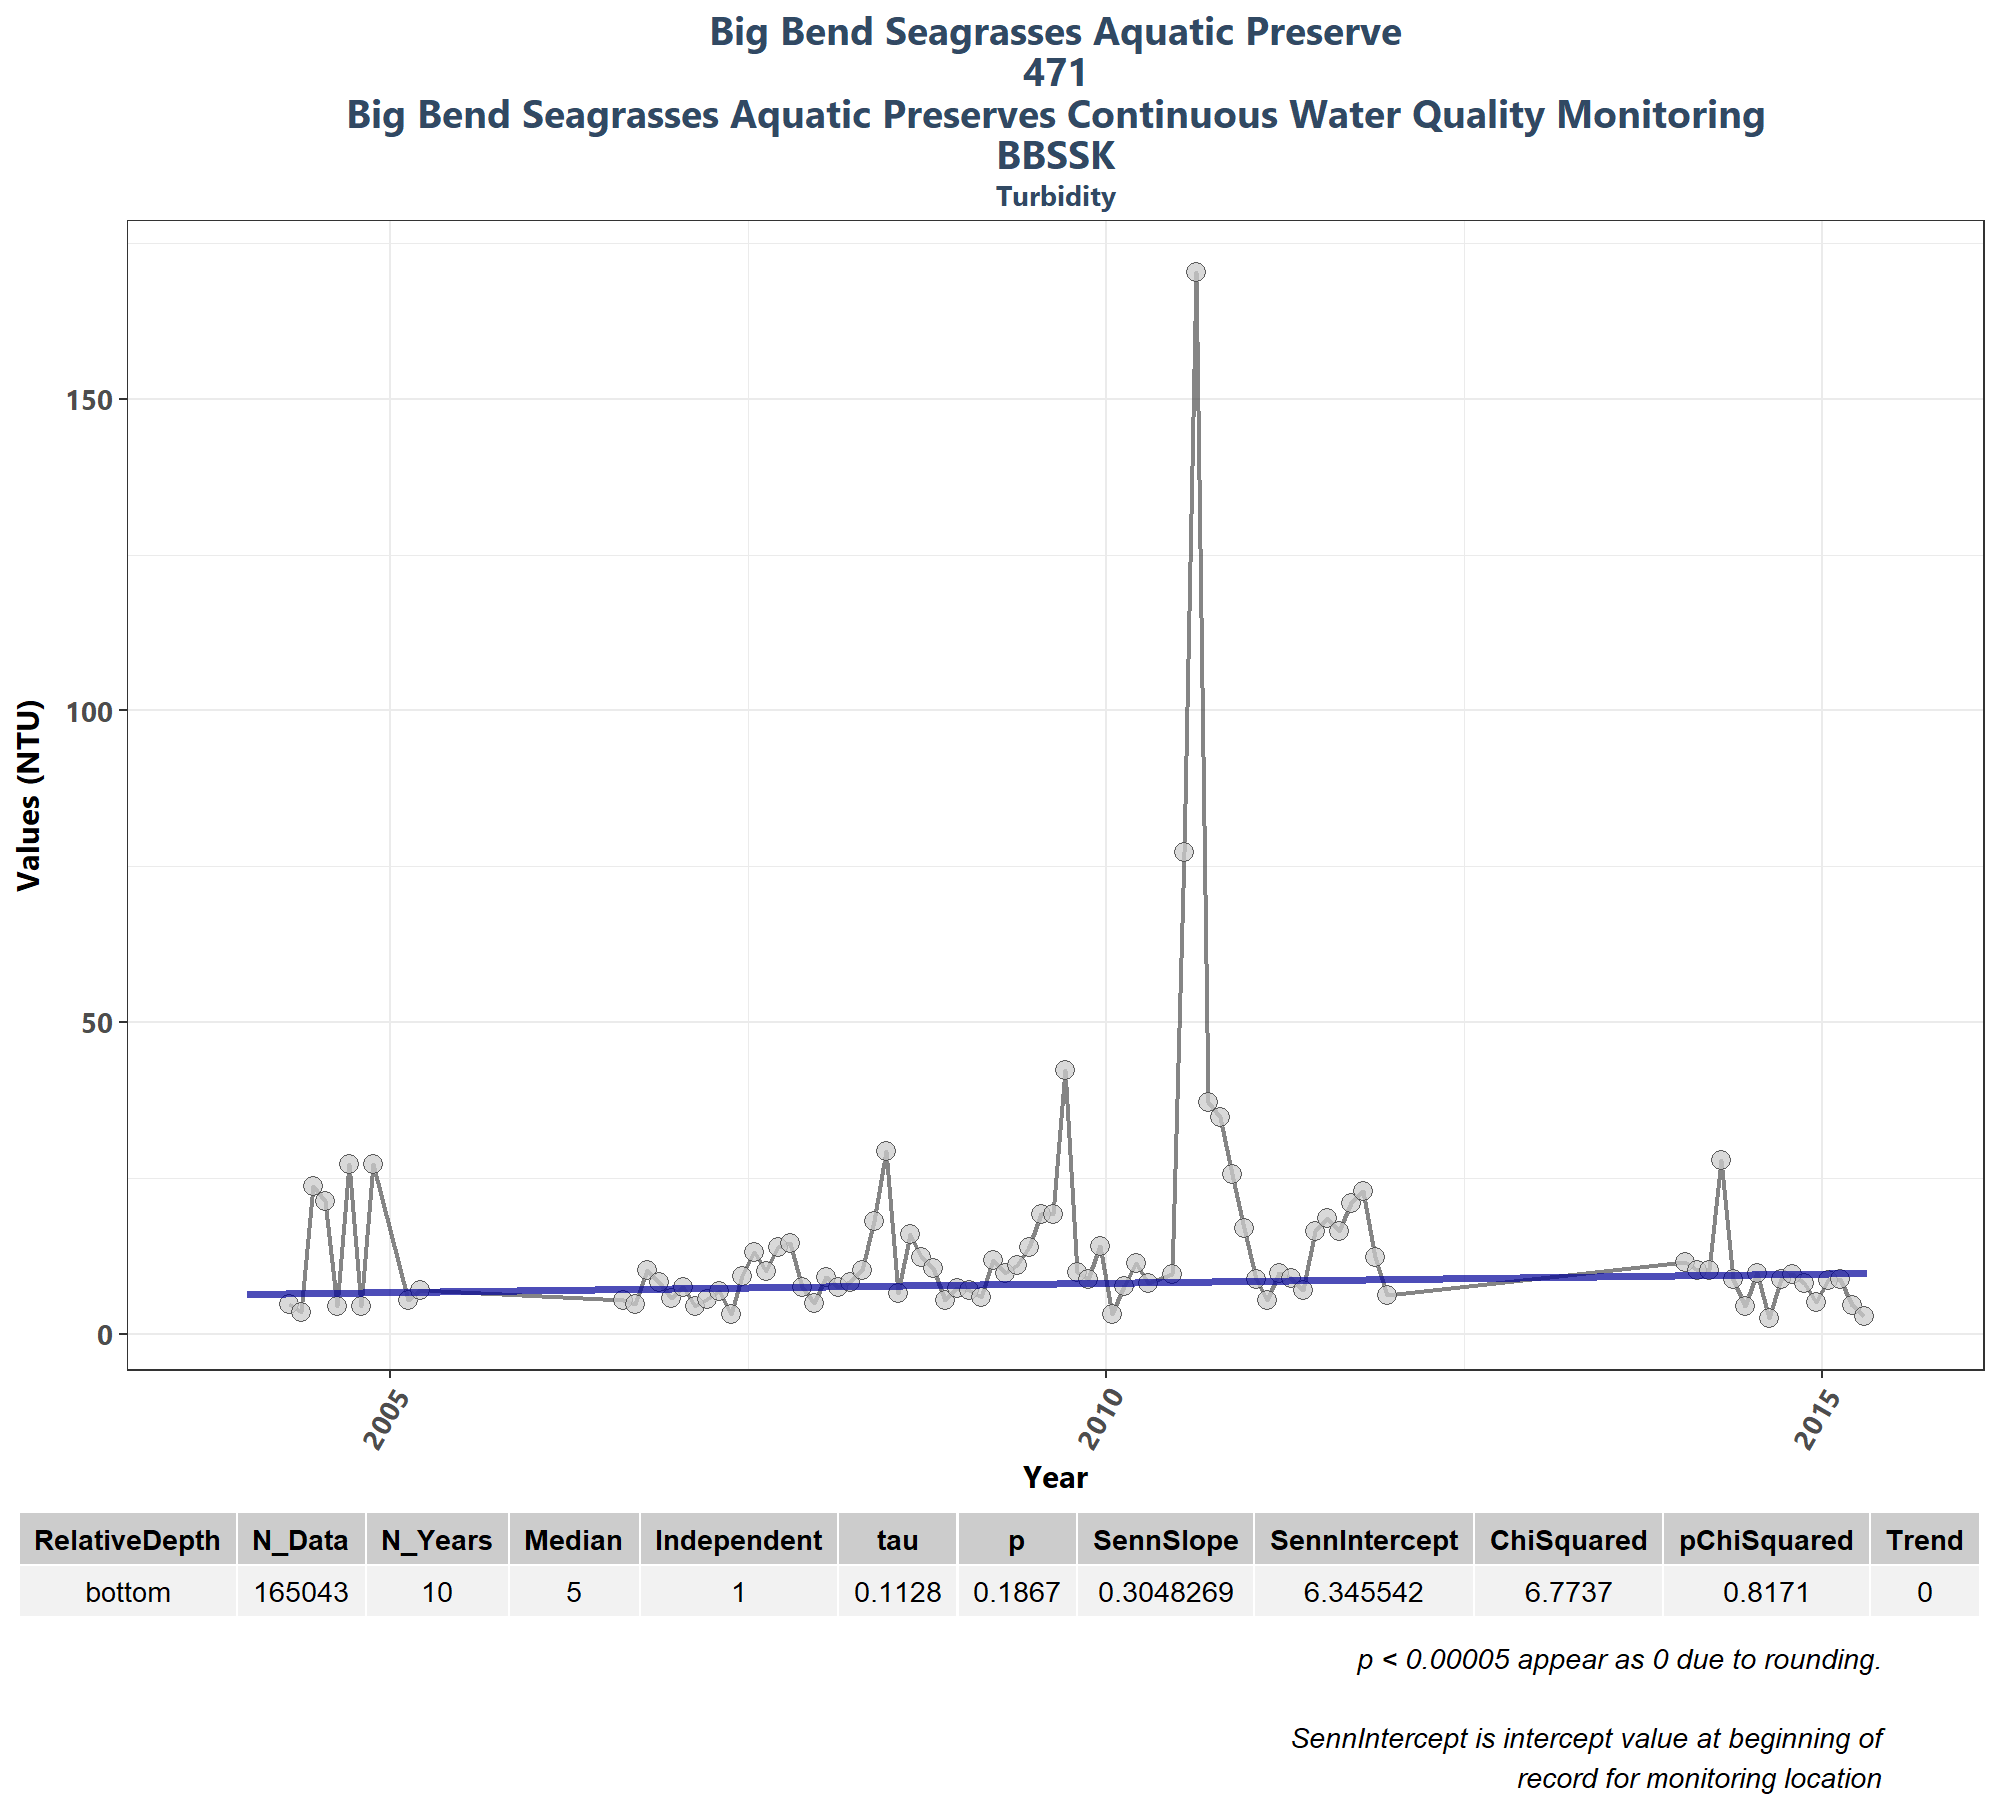 Big Bend Seagrasses Aquatic Preserve
471
Big Bend Seagrasses Aquatic Preserves Continuous Water Quality Monitoring
BBSSK
Turbidity
150
100
50
0
Values (NTU)
2005 2010 2015
Year
RelativeDepth N_Data N_Years Median Independent tau p SennSlope SennIntercept ChiSquared pChiSquared Trend
bottom 165043 10 5 1 0.1128 0.1867 0.3048269 6.345542 6.7737 0.8171 0
p < 0.00005 appear as 0 due to rounding.
SennIntercept is intercept value at beginning of
record for monitoring location